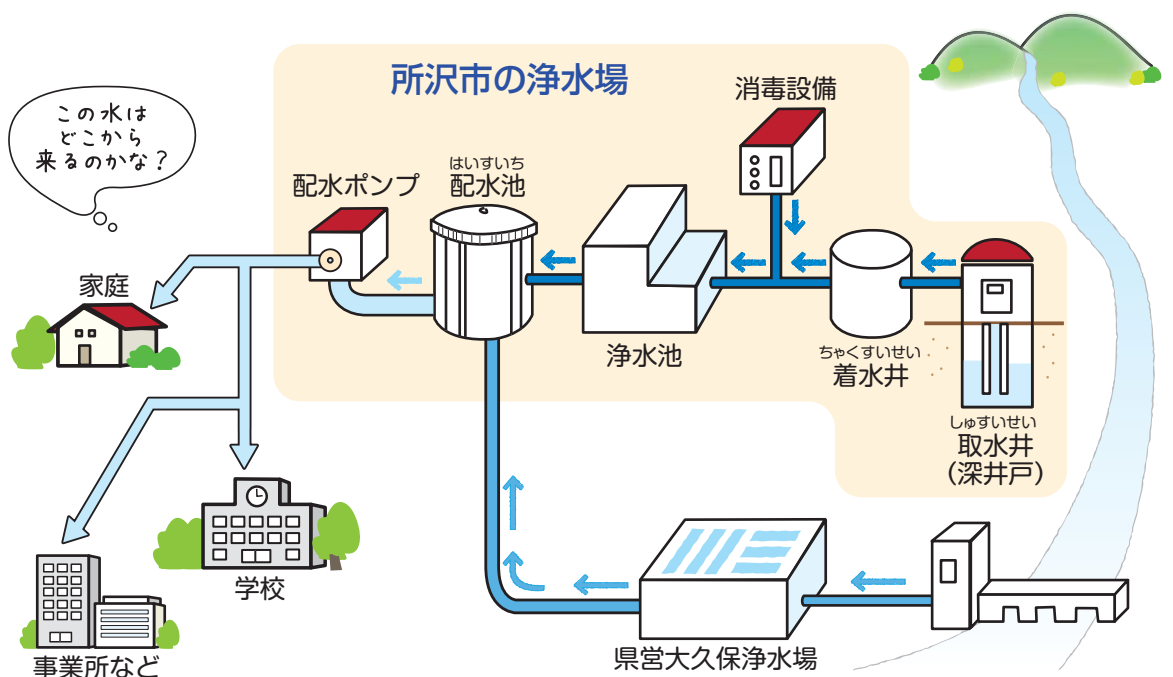 所沢市の浄水場
この水は
どこから
来るのかな?
消毒設備
配水ポンプ
はいすいち
配水池
家庭
浄水池
ちゃくすいせい
着水井
しゅすいせい
取水井
(深井戸)
学校
事業所など
県営大久保浄水場